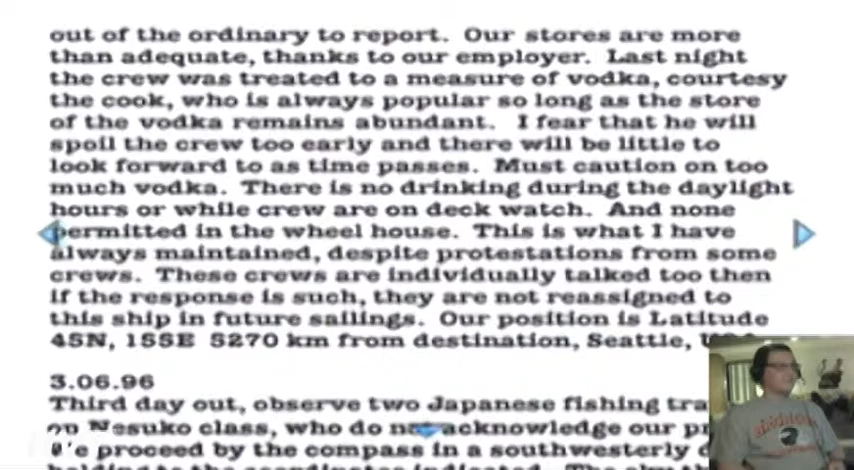 out of the ordinary to report. Our stores are more
than adequate, thanks to our employer. Last night
the crew was treated to a measure of vodka, courtesy
the cook, who is always popular so long as the store
of the vodka remains abundant. I fear that he will
spoil the crew too early and there will be little to
look forward to as time passes. Must caution on too
much vodka. There is no drinking during the daylight
hours or while crew are on deck watch. And none
permitted in the wheel house. This is what I have
always maintained, despite protestations from some
crews. These crews are individually talked too then
if the response is such, they are not reassigned to
this ship in future sailings. Our position is Latitude
45N, 155E 5270 km from destination, Seattle,
3.06.96
Third day out, observe two Japanese fishing
Nesuko class, who do not acknowledge our
We proceed by the compass in a southwesterly